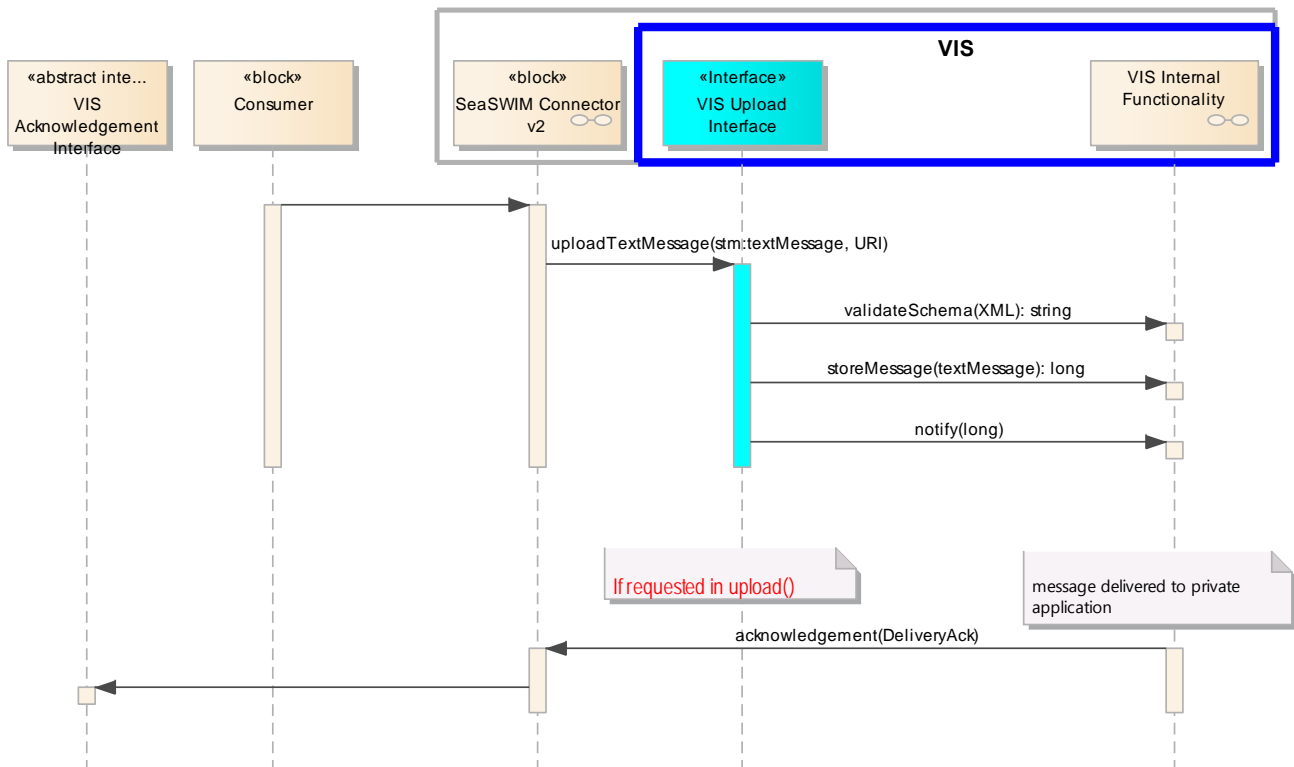 VIS
«abstract inte...
VIS
Acknowledgement
Interface
«block»
Consumer
«block»
SeaSWIM Connector
v2
«Interface»
VIS Upload
Interface
VIS Internal
Functionality
uploadTextMessage(stm:textMessage, URI)
validateSchema(XML): string
storeMessage(textMessage): long
notify(long)
If requested in upload()
message delivered to private
application
acknowledgement(DeliveryAck)